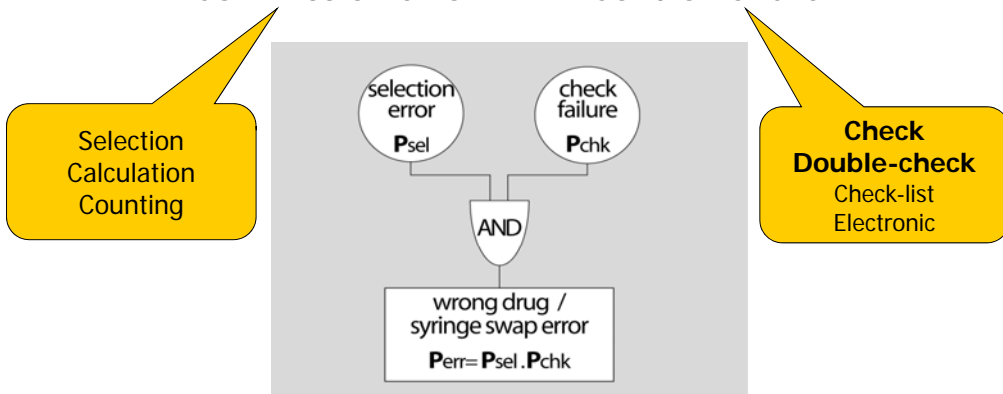 Selection
Calculation
Counting
selection
error
Psel
check
failure
Pchk
AND
wrong drug /
syringe swap error
Perr= Psel .Pchk
Check
Double-check
Check-list
Electronic